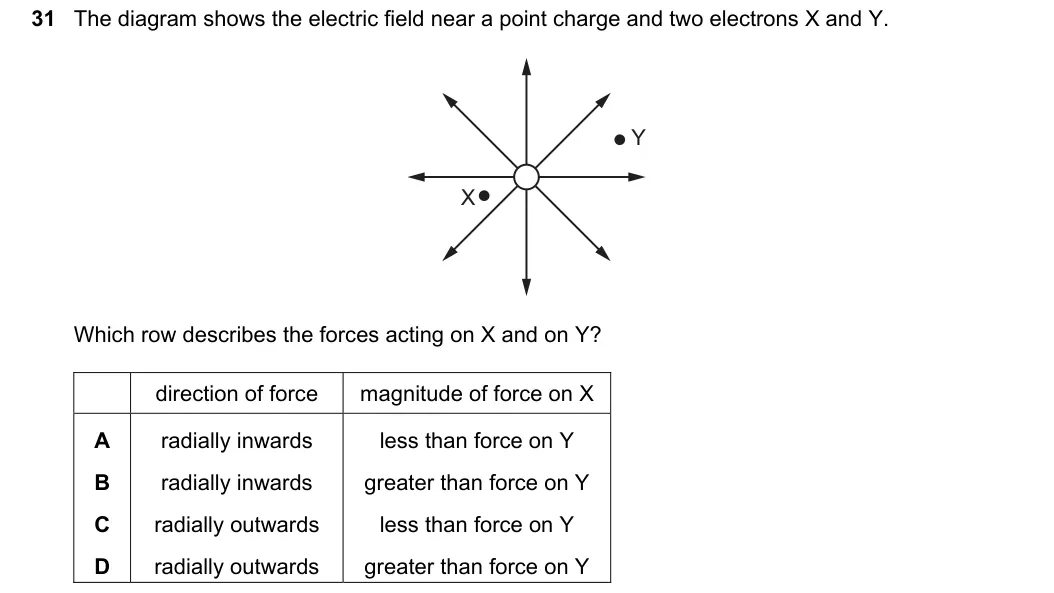 31 The diagram shows the electric field near a point charge and two electrons X and Y.
Y
X
Which row describes the forces acting on X and on Y?
direction of force magnitude of force on X
A radially inwards less than force on Y
B radially inwards greater than force on Y
C radially outwards less than force on Y
D radially outwards greater than force on Y